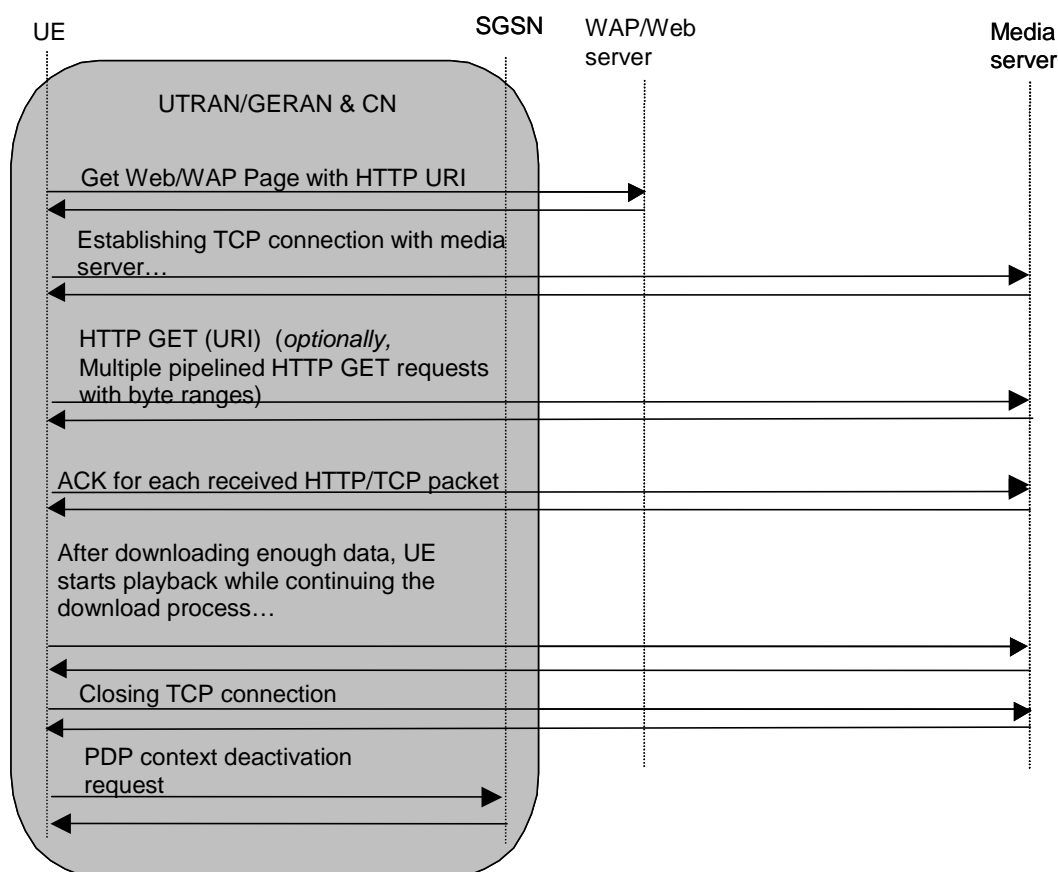 UE
SGSN
WAP/Web
server
Media
server
UTRAN/GERAN & CN
Get Web/WAP Page with HTTP URI
Establishing TCP connection with media
server…
HTTP GET (URI) (optionally,
Multiple pipelined HTTP GET requests
with byte ranges)
ACK for each received HTTP/TCP packet
After downloading enough data, UE
starts playback while continuing the
download process…
Closing TCP connection
PDP context deactivation
request